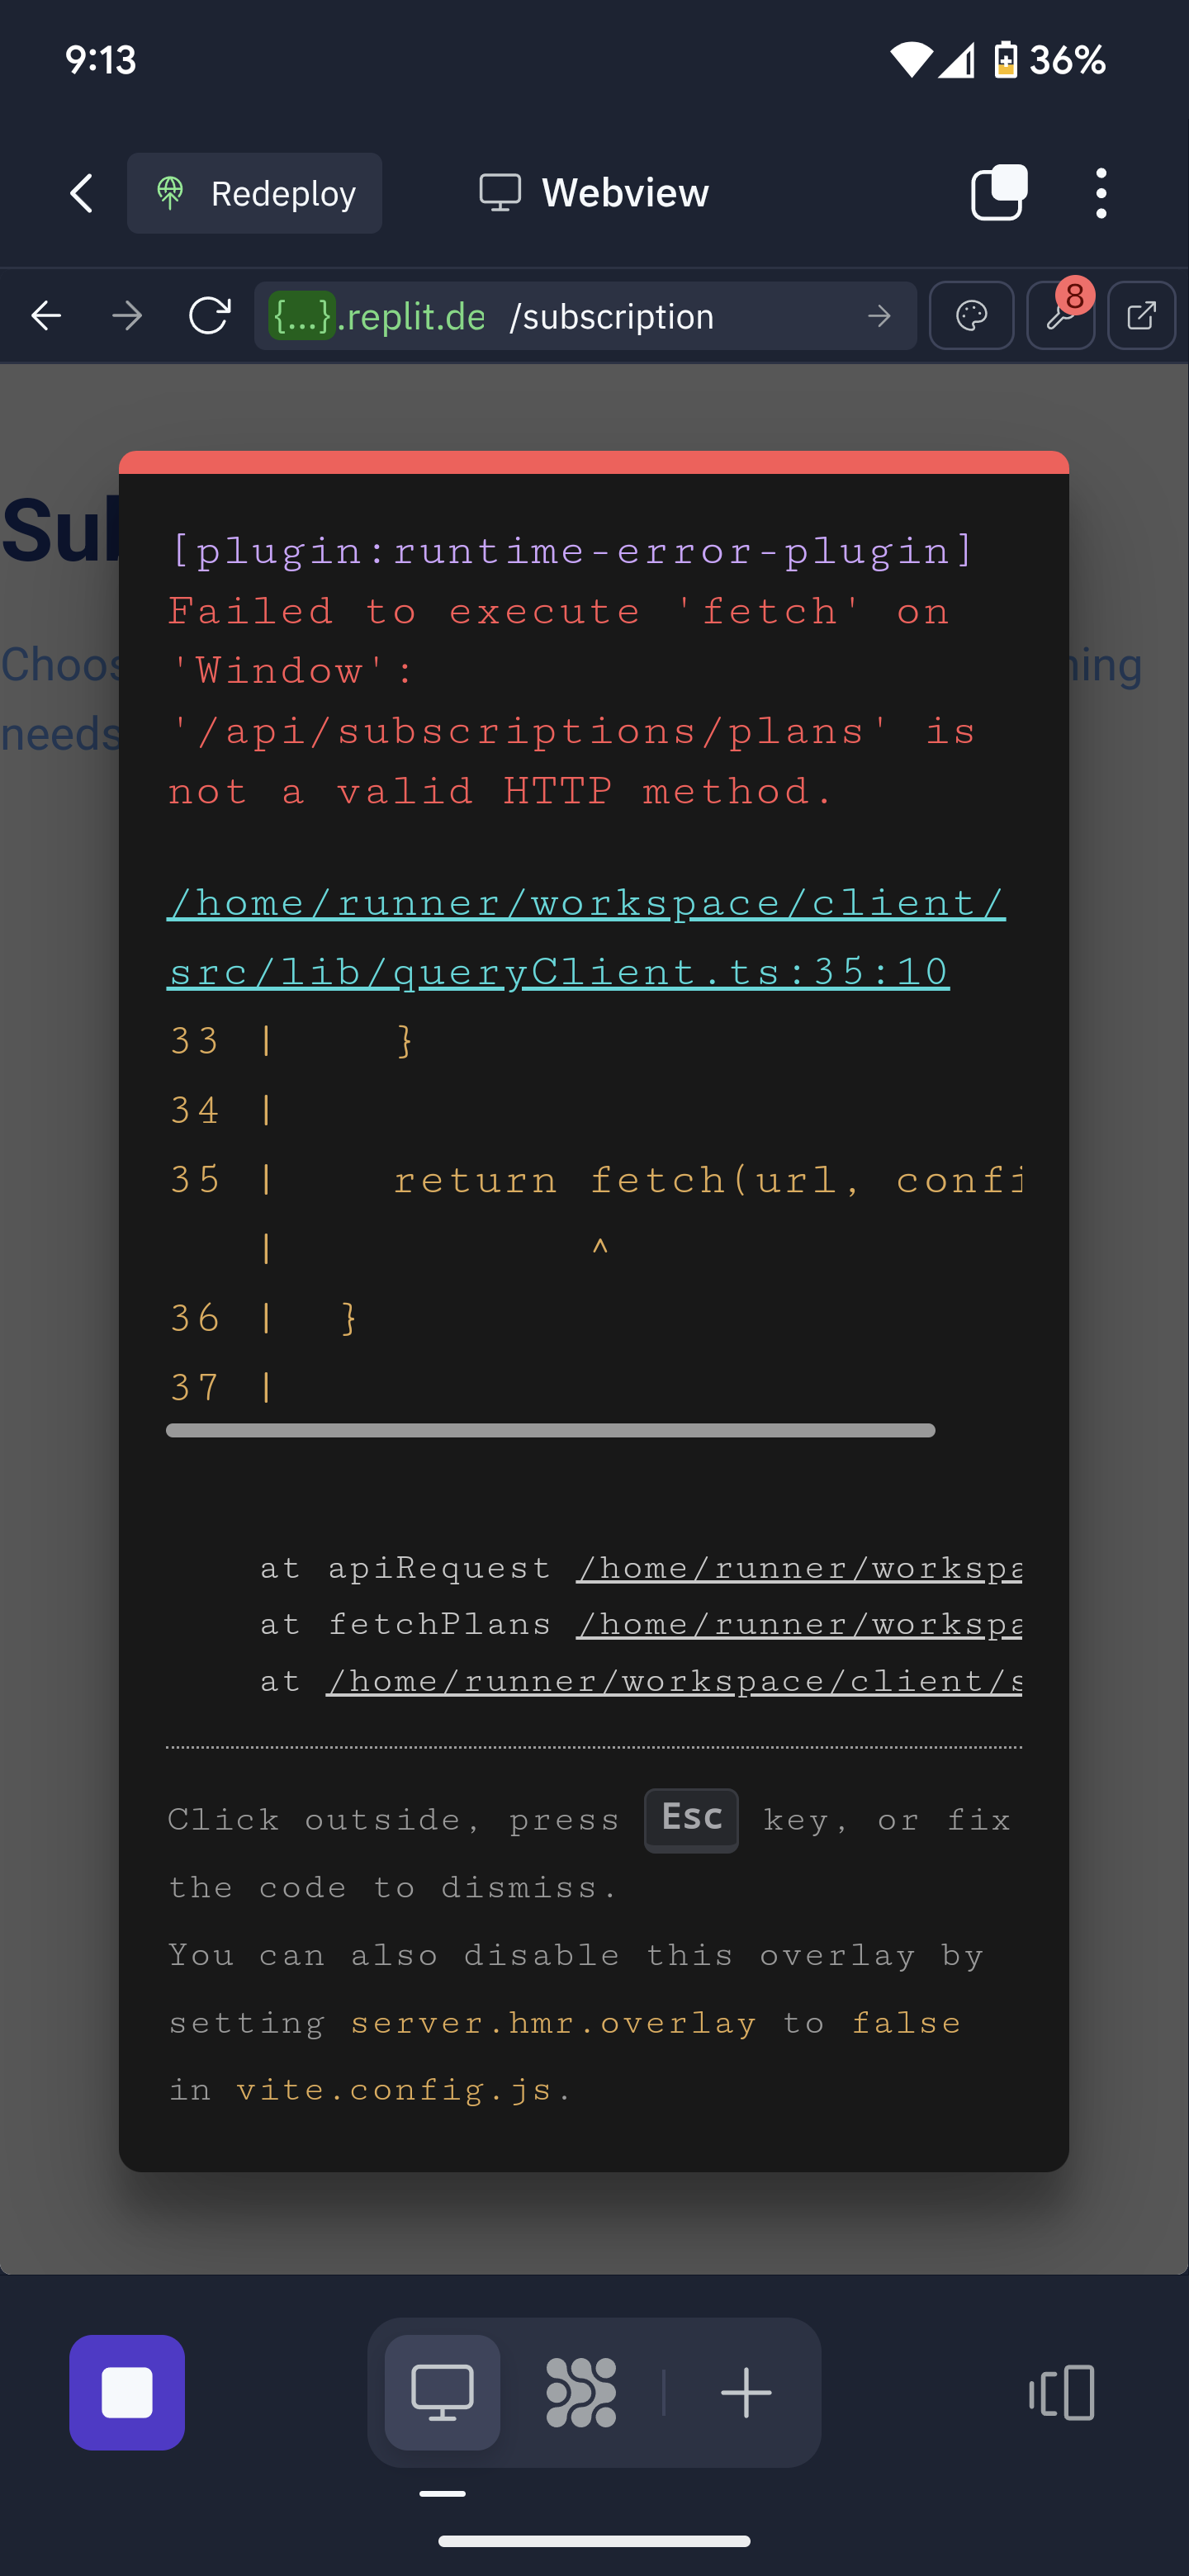 9:13
36%
Redeploy
Webview
{...}.replit.de /subscription
8
[plugin:runtime-error-plugin]
Failed to execute 'fetch' on
'Window':
'/api/subscriptions/plans' is
not a valid HTTP method.
/home/runner/workspace/client/
src/lib/queryClient.ts:35:10
33 | }
34 |
35 | return fetch(url, confi
| ^
36 | }
37 |
at apiRequest /home/runner/workspa
at fetchPlans /home/runner/workspa
at /home/runner/workspace/client/s
Click outside, press Esc key, or fix
the code to dismiss.
You can also disable this overlay by
setting server.hmr.overlay to false
in vite.config.js.
needs